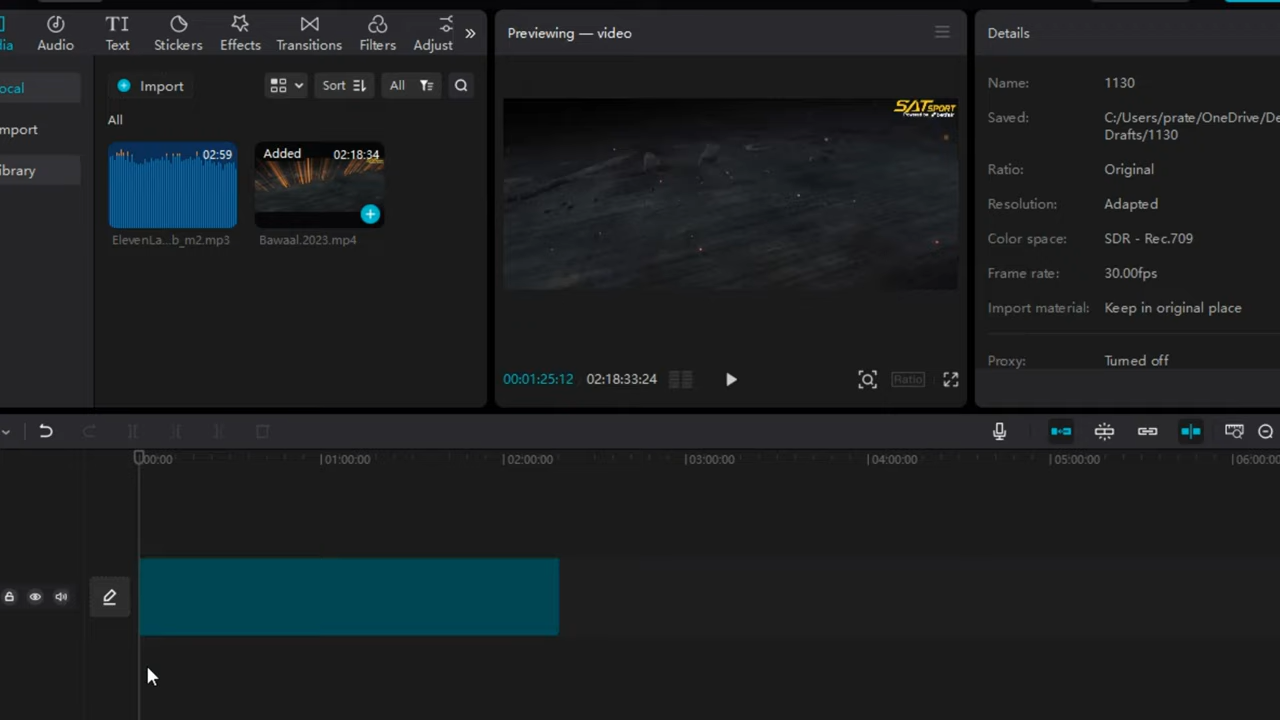 dia
Audio
Text
Stickers
Effects
Transitions
Filters
Adjust
ocal
mport
ibrary
Import
Sort
All
All
02:59
ElevenLa...b_m2.mp3
Added
02:18:34
Bawaal.2023.mp4
Previewing — video
SATSPORT
00:01:25:12
02:18:33:24
Ratio
Details
Name: 1130
Saved: C:/Users/prate/OneDrive/De
Drafts/1130
Ratio: Original
Resolution: Adapted
Color space: SDR - Rec.709
Frame rate: 30.00fps
Import material: Keep in original place
Proxy: Turned off
00:00 01:00:00 02:00:00 03:00:00 04:00:00 05:00:00 06:00:00